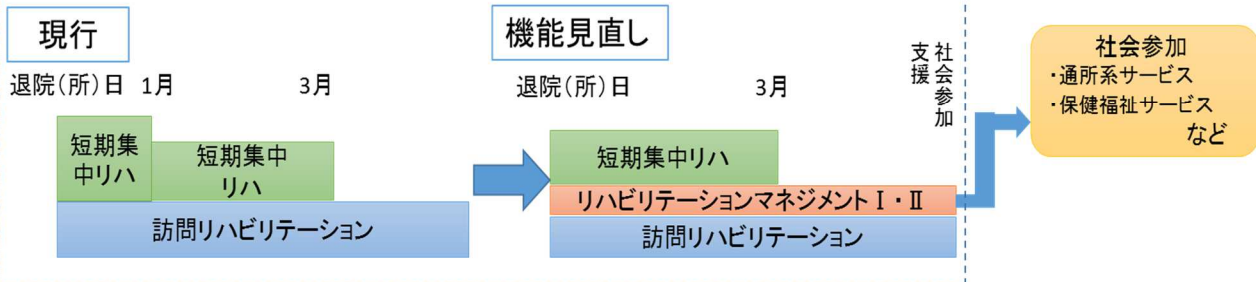 現行
退院(所)日 1月 3月
短期集
中リハ
短期集中
リハ
訪問リハビリテーション
機能見直し
退院(所)日 3月
短期集中リハ
リハビリテーションマネジメントⅠ・Ⅱ
訪問リハビリテーション
社会参加
支援
社会参加
・通所系サービス
・保健福祉サービス
など